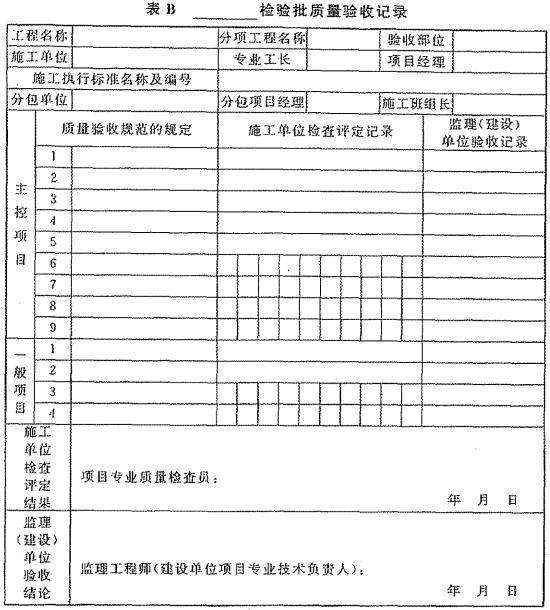 表 B ________ 检验批质量验收记录
工程名称 分项工程名称 验收部位
施工单位 专业工长 项目经理
施工执行标准名称及编号
分包单位 分包项目经理 施工班组长
质量验收规范的规定 施工单位检查评定记录 监理(建设)单位验收记录
主控项目
1
2
3
4
5
6
7
8
9
一般项目
1
2
3
4
施工单位检查评定结果
项目专业质量检查员:
年 月 日
监理(建设)单位验收结论
监理工程师(建设单位项目专业技术负责人):
年 月 日